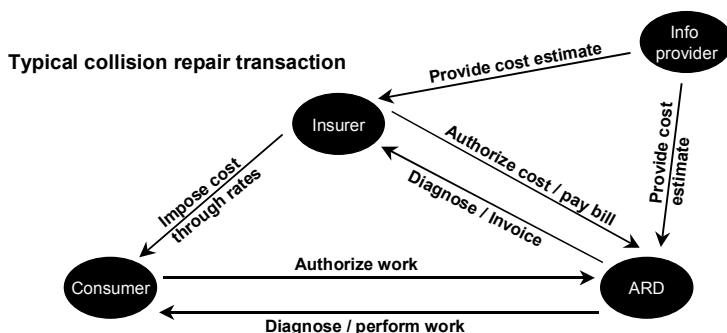 Info
provider
Typical collision repair transaction
Provide cost estimate
Insurer
Authorize cost / pay bill
Provide cost
estimate
Impose cost
through rates
Diagnose / Invoice
Authorize work
Consumer
ARD
Diagnose / perform work